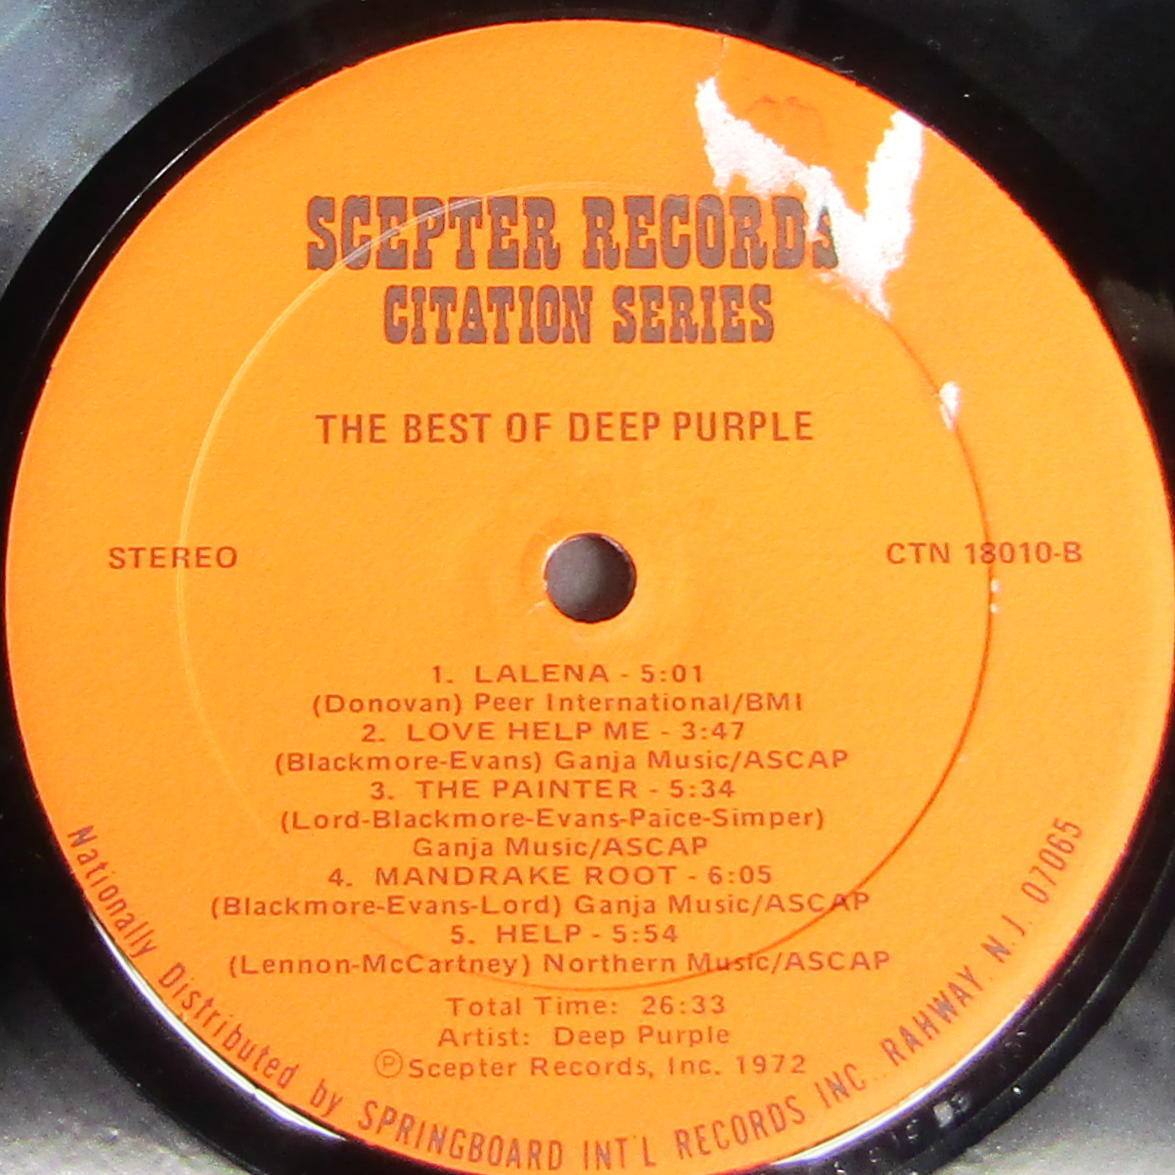 SCEPTER RECORDS
CITATION SERIES
THE BEST OF DEEP PURPLE
STEREO
CTN 18010-B
1. LALENA - 5:01
(Donovan) Peer International/BMI
2. LOVE HELP ME - 3:47
(Blackmore-Evans) Ganja Music/ASCAP
3. THE PAINTER - 5:34
(Lord-Blackmore-Evans-Paice-Simper)
Ganja Music/ASCAP
4. MANDRAKE ROOT - 6:05
(Blackmore-Evans-Lord) Ganja Music/ASCAP
5. HELP - 5:54
(Lennon-McCartney) Northern Music/ASCAP
Total Time: 26:33
Artist: Deep Purple
ⓅScepter Records, Inc. 1972
Nationally Distributed by SPRINGBOARD INT'L RECORDS INC., RAHWAY, N.J. 07065